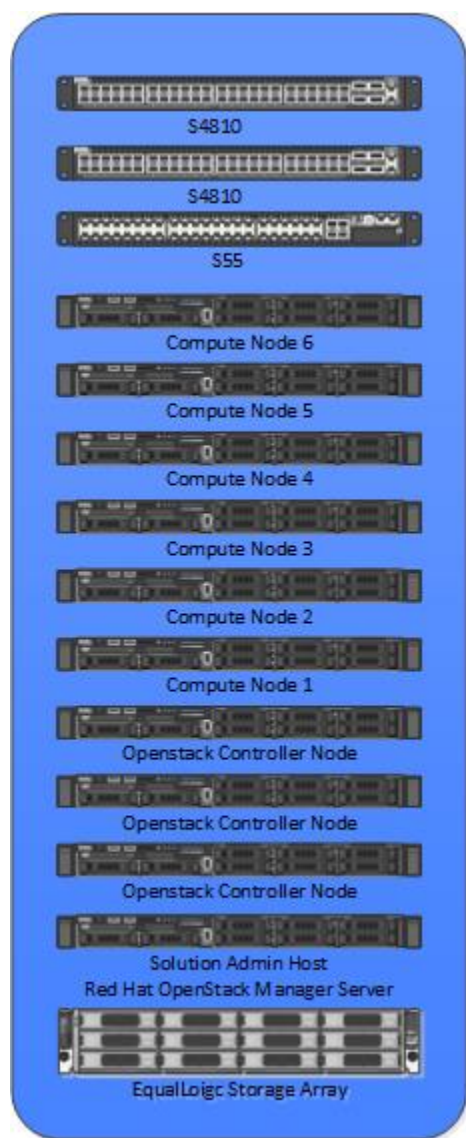 S4810
S4810
S55
Compute Node 6
Compute Node 5
Compute Node 4
Compute Node 3
Compute Node 2
Compute Node 1
Openstack Controller Node
Openstack Controller Node
Openstack Controller Node
Solution Admin Host
Red Hat OpenStack Manager Server
EqualLoigc Storage Array